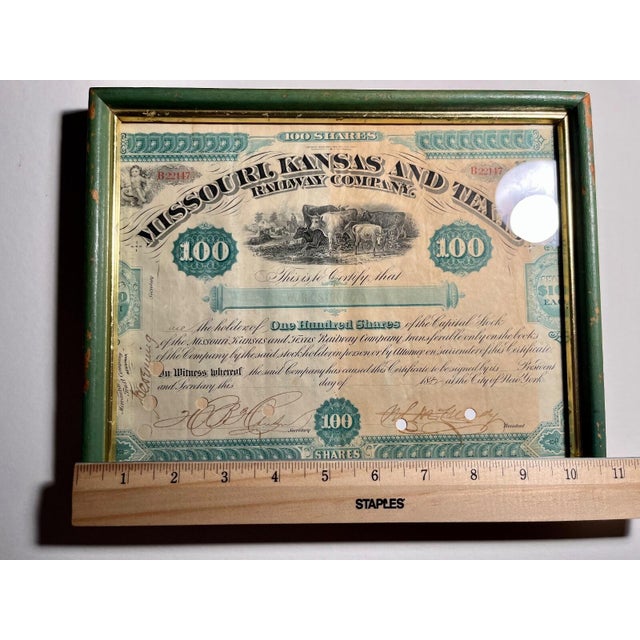 100 SHARES
B22147 B22147
MISSOURI, KANSAS AND TEXAS
RAILWAY COMPANY.
100 100
This is to Certify, that
$100
EACH
are the holder of One Hundred Shares of the Capital Stock
of the Missouri Kansas and Texas Railway Company, transferable only on the books
of the Company by the said stockholder in person or by Attorney on surrender of this Certificate.
In Witness whereof the said Company has caused this Certificate to be signed by its President
and Secretary this day of 188 at the City of New York.
Secretary 100 President
SHARES
1 2 3 4 5 6 7 8 9 10 11
STAPLES